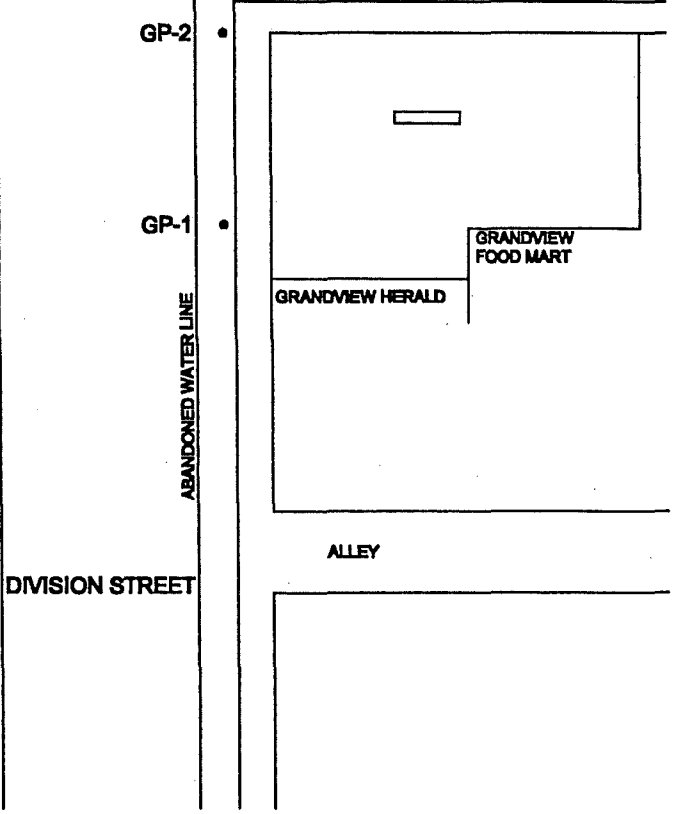 GP-2
GP-1
GRANDVIEW
FOOD MART
GRANDVIEW HERALD
ABANDONED WATER LINE
ALLEY
DIVISION STREET